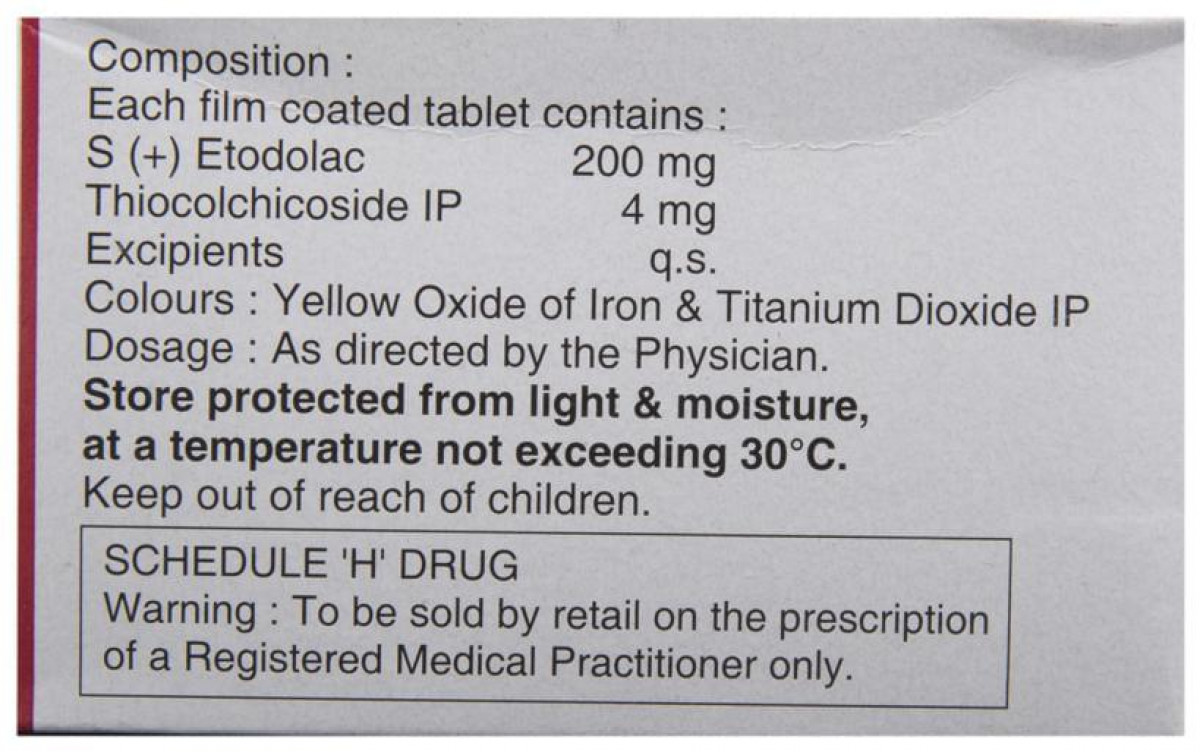 Composition :
Each film coated tablet contains :
S (+) Etodolac 200 mg
Thiocolchicoside IP 4 mg
Excipients q.s.
Colours : Yellow Oxide of Iron & Titanium Dioxide IP
Dosage : As directed by the Physician.
Store protected from light & moisture,
at a temperature not exceeding 30°C.
Keep out of reach of children.
SCHEDULE 'H' DRUG
Warning : To be sold by retail on the prescription
of a Registered Medical Practitioner only.